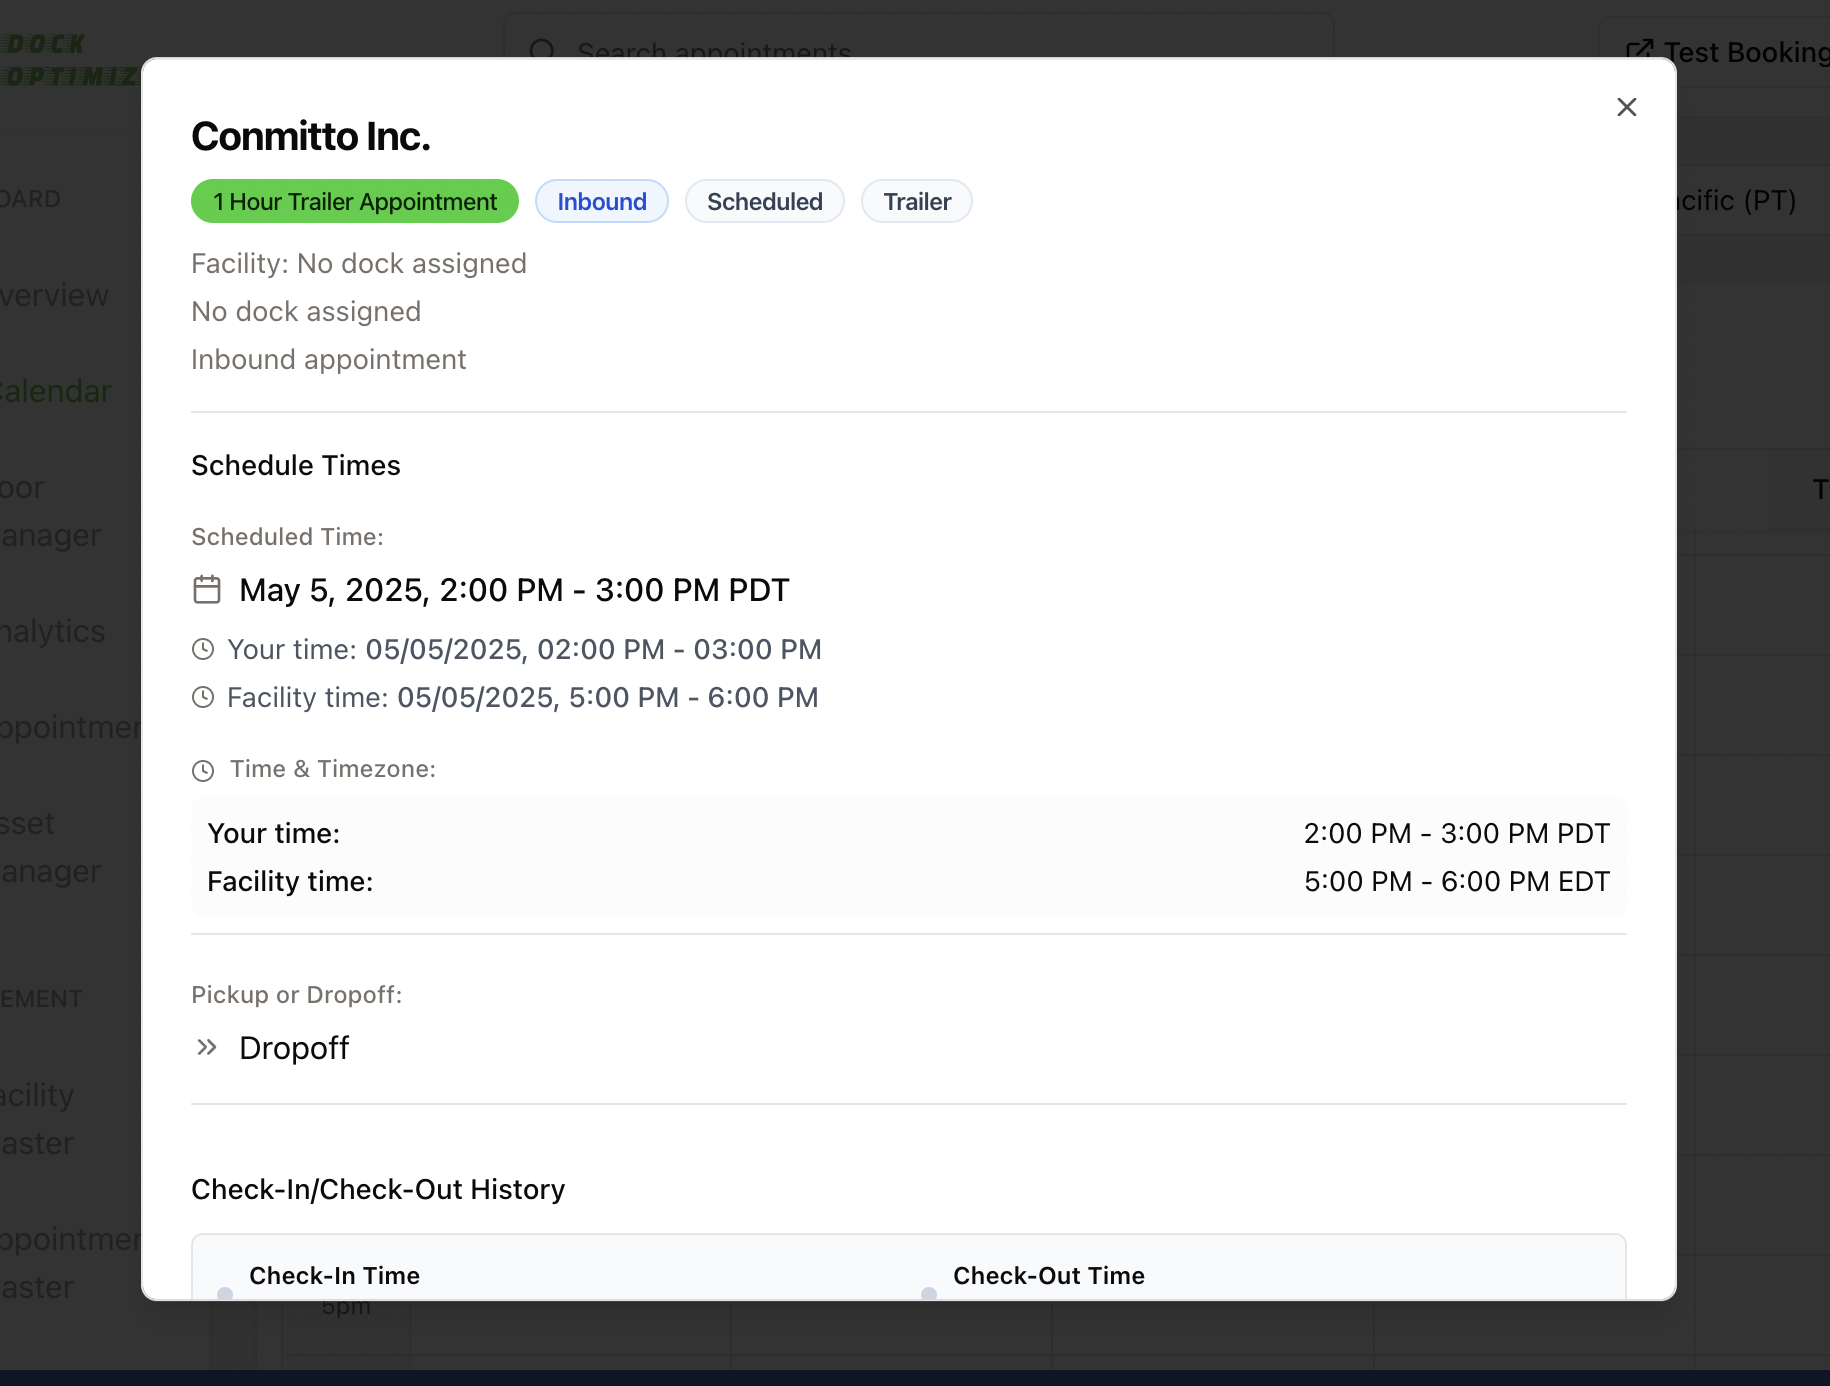 DOCK
OPTIMIZ
Search appointments
Test Booking
Conmitto Inc.
1 Hour Trailer Appointment
Inbound
Scheduled
Trailer
cific (PT)
OARD
Facility: No dock assigned
verview
No dock assigned
Inbound appointment
Calendar
Schedule Times
oor
anager
T
Scheduled Time:
May 5, 2025, 2:00 PM - 3:00 PM PDT
nalytics
Your time: 05/05/2025, 02:00 PM - 03:00 PM
Facility time: 05/05/2025, 5:00 PM - 6:00 PM
ppointmen
Time & Timezone:
sset
anager
Your time:
2:00 PM - 3:00 PM PDT
Facility time:
5:00 PM - 6:00 PM EDT
EMENT
Pickup or Dropoff:
Dropoff
acility
aster
Check-In/Check-Out History
ppointmen
aster
Check-In Time
Check-Out Time
5pm